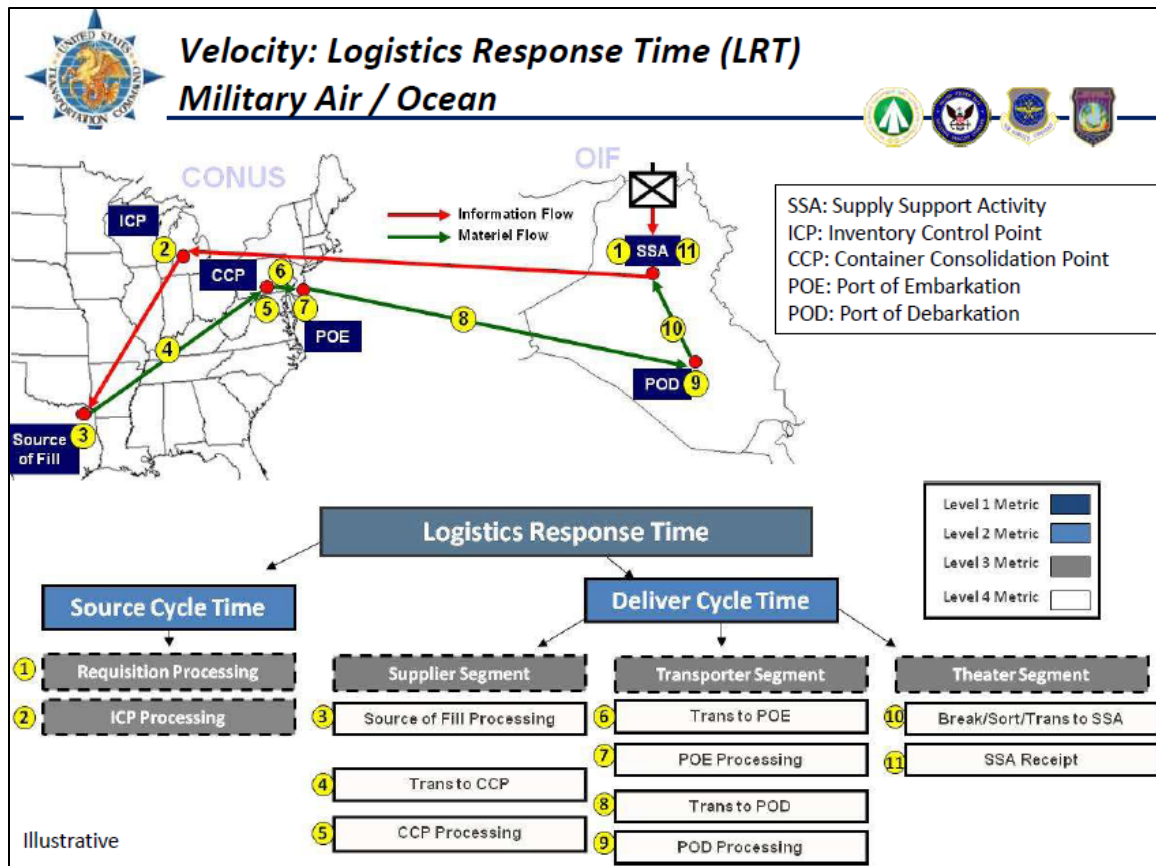 UNITED STATES
TRANSPORTATION COMMAND
Velocity: Logistics Response Time (LRT)
Military Air / Ocean
CONUS
OIF
ICP
2
Information Flow
Materiel Flow
1
SSA
11
SSA: Supply Support Activity
ICP: Inventory Control Point
CCP: Container Consolidation Point
POE: Port of Embarkation
POD: Port of Debarkation
CCP
6
5
7
POE
8
10
4
POD
9
3
Source
of Fill
Logistics Response Time
Level 1 Metric
Level 2 Metric
Level 3 Metric
Level 4 Metric
Source Cycle Time
Deliver Cycle Time
1
Requisition Processing
2
ICP Processing
Supplier Segment
3
Source of Fill Processing
4
Trans to CCP
5
CCP Processing
Transporter Segment
6
Trans to POE
7
POE Processing
8
Trans to POD
9
POD Processing
Theater Segment
10
Break/Sort/Trans to SSA
11
SSA Receipt
Illustrative